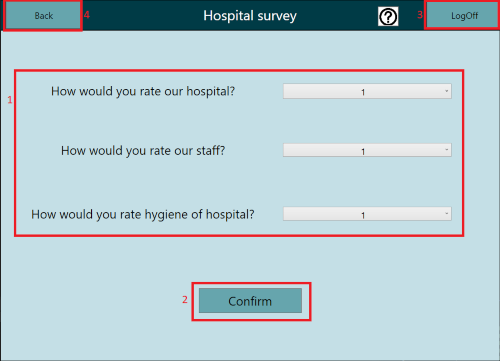 Back 4 Hospital survey ? 3 LogOff
1
How would you rate our hospital? 1
How would you rate our staff? 1
How would you rate hygiene of hospital? 1
2 Confirm